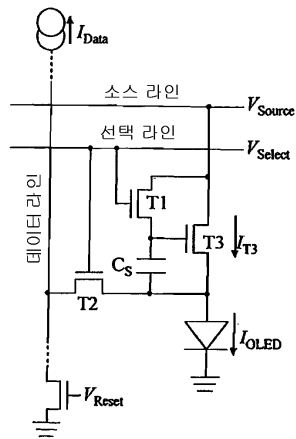 I_Data
소스 라인
V_Source
선택 라인
V_Select
데이터 라인
T1
T3
I_T3
C_S
T2
I_OLED
V_Reset